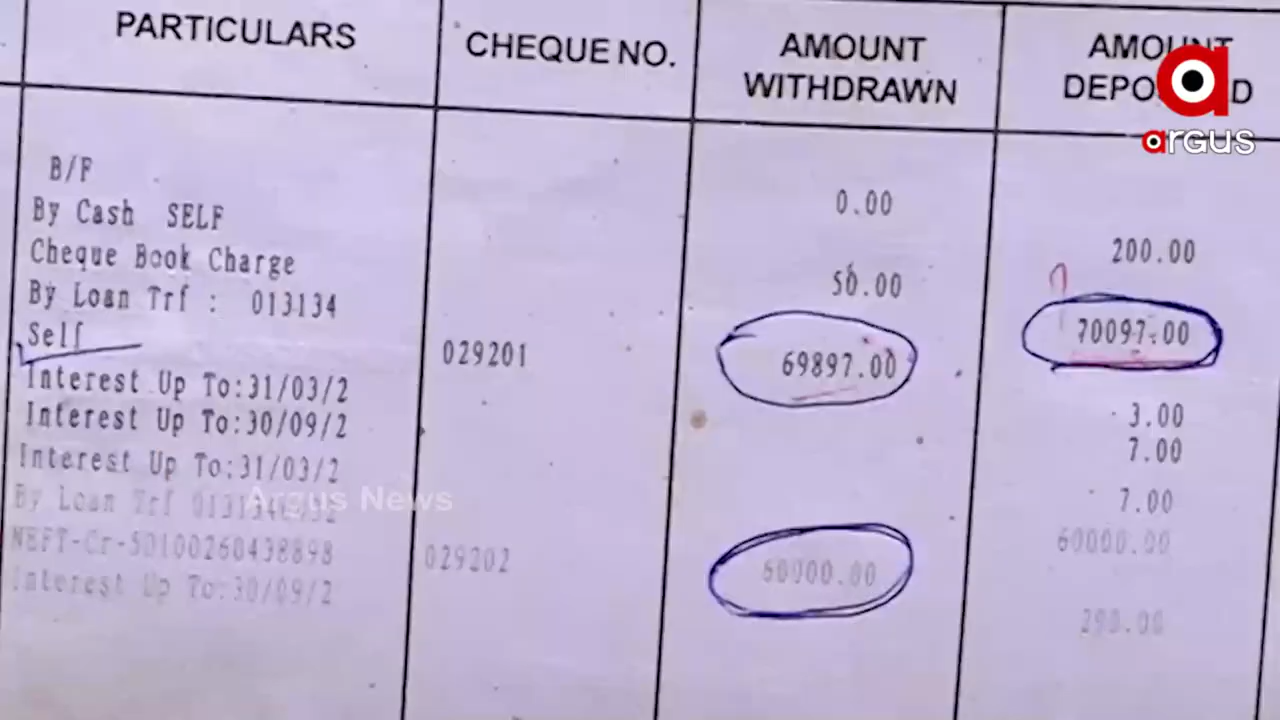 PARTICULARS CHEQUE NO. AMOUNT WITHDRAWN AMOUNT
argus
B/F 0.00
By Cash SELF 200.00
Cheque Book Charge 50.00
By Loan Trf : 013134 70097.00
Self 029201 69897.00
Interest Up To:31/03/2 3.00
Interest Up To:30/09/2 7.00
Interest Up To:31/03/2 7.00
By Loan Trf 60000.00
Argus News
NEFT-Cr-50100260438898 029202 60000.00
Interest Up To:30/09/2